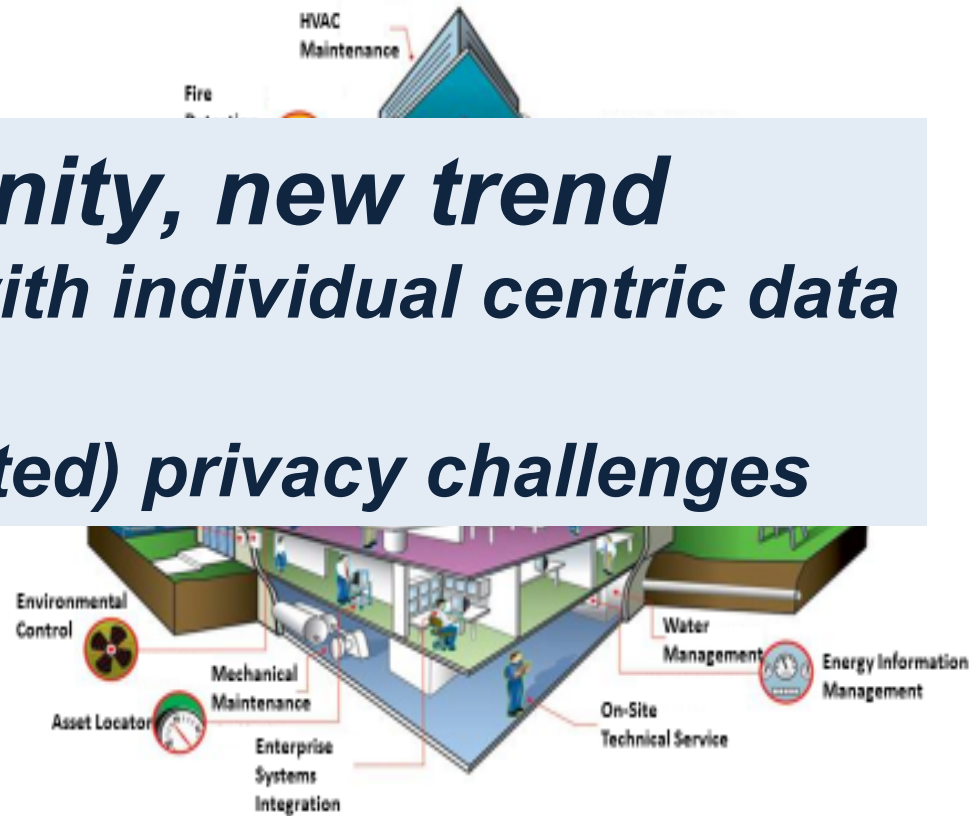 HVAC
Maintenance
Fire
nity, new trend
ith individual centric data
ted) privacy challenges
Environmental
Control
Water
Management
Energy Information
Management
Mechanical
Maintenance
Asset Locator
On-Site
Technical Service
Enterprise
Systems
Integration